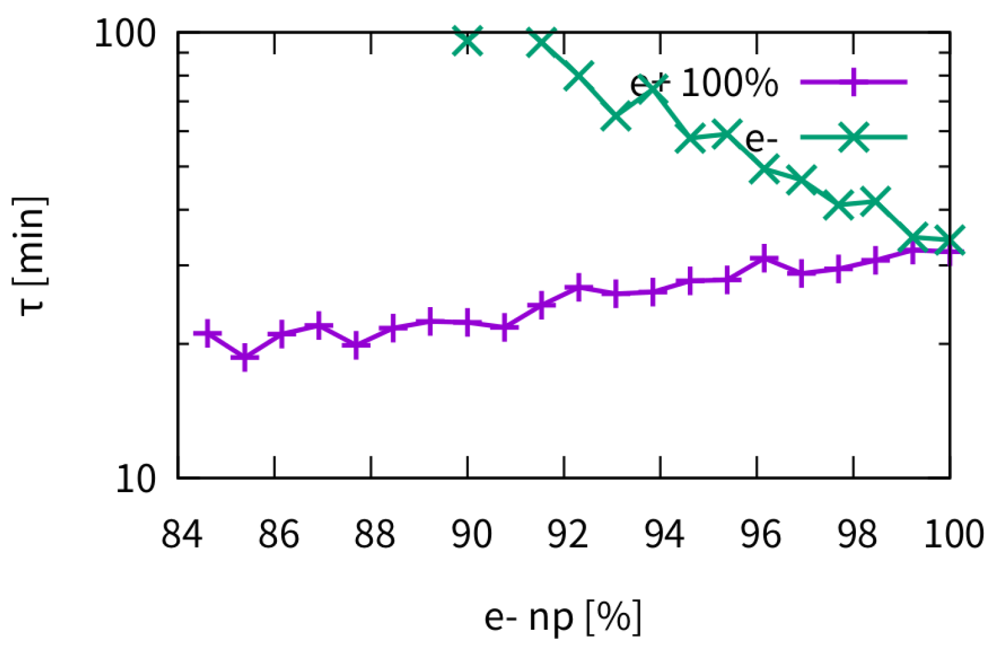 100
e+ 100%
e-
τ [min]
10
84 86 88 90 92 94 96 98 100
e- np [%]